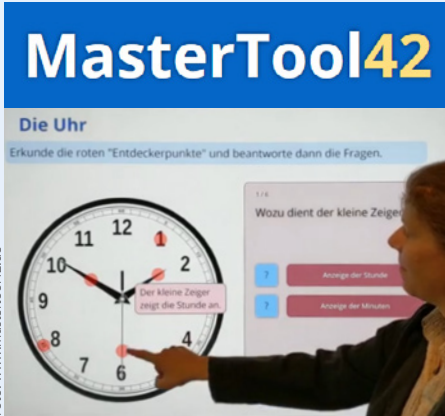 MasterTool42
Die Uhr
Erkunde die roten "Entdeckerpunkte" und beantworte dann die Fragen.
1/4
Wozu dient der kleine Zeiger
12
11
1
10
2
Der kleine Zeiger
zeigt die Stunde an.
? Anzeige der Stunde
9
? Anzeige der Minuten
8
4
7
6